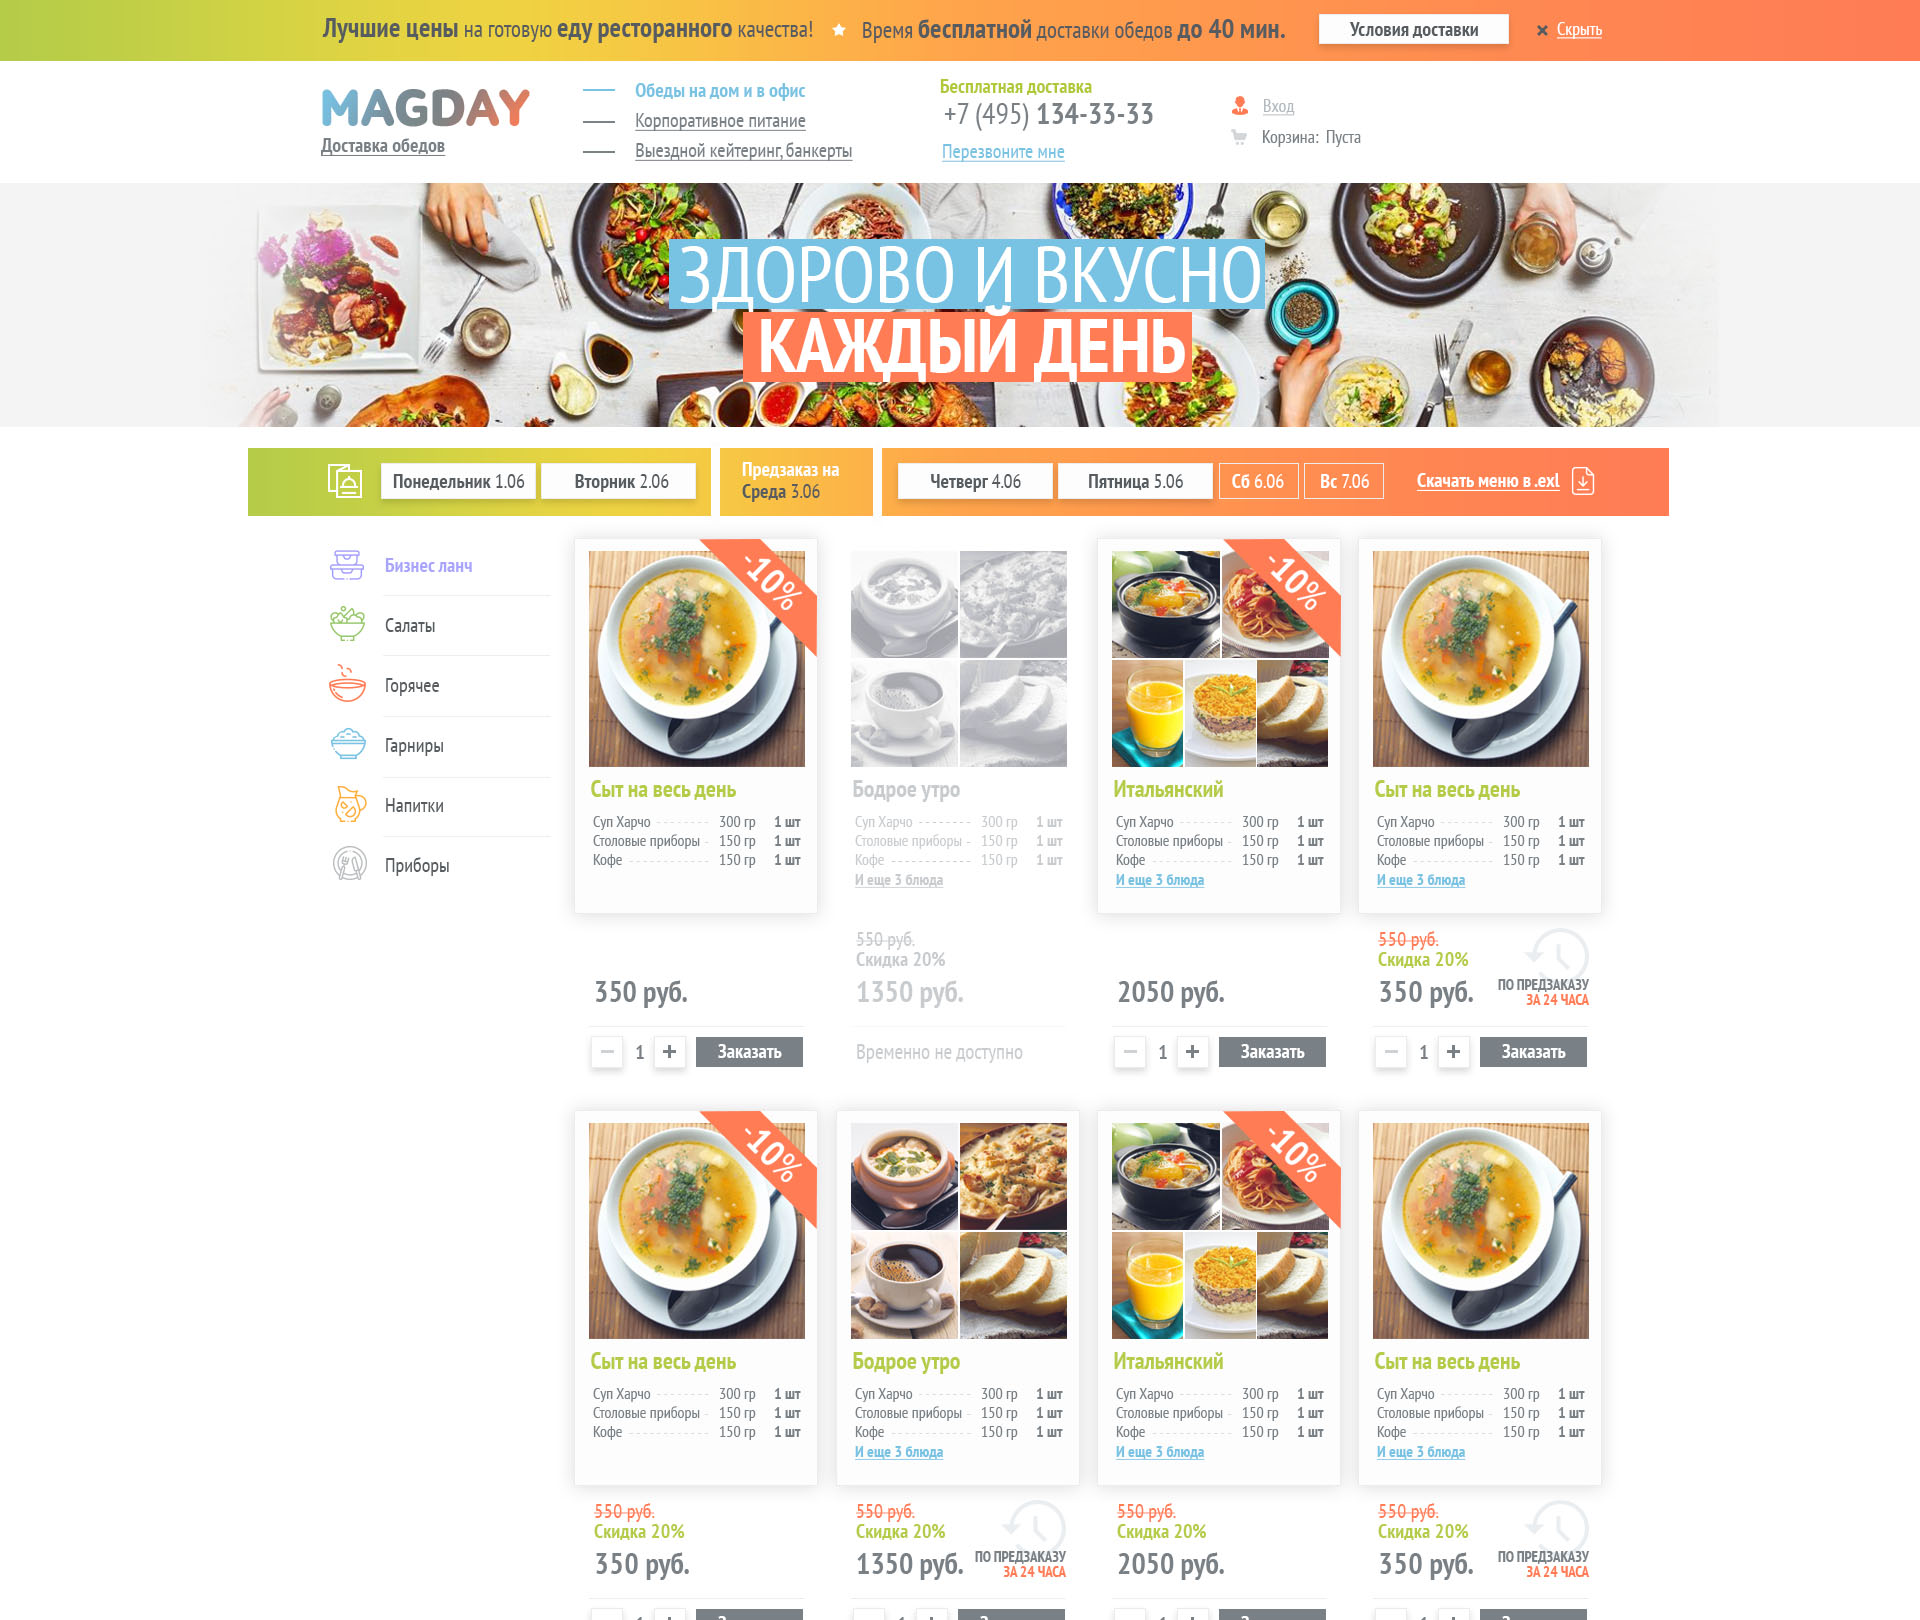 Лучшие цены на готовую еду ресторанного качества! Время бесплатной доставки обедов до 40 мин. Условия доставки Скрыть
MAGDAY
Доставка обедов
Обеды на дом и в офис
Корпоративное питание
Выездной кейтеринг, банкерты
Бесплатная доставка
+7 (495) 134-33-33
Перезвоните мне
Вход
Корзина: Пуста
ЗДОРОВО И ВКУСНО
КАЖДЫЙ ДЕНЬ
Понедельник 1.06
Вторник 2.06
Предзаказ на
Среда 3.06
Четверг 4.06
Пятница 5.06
Сб 6.06
Вс 7.06
Скачать меню в .exl
Бизнес ланч
Салаты
Горячее
Гарниры
Напитки
Приборы
-10%
Сыт на весь день
Суп Харчо 300 гр 1 шт
Столовые приборы 150 гр 1 шт
Кофе 150 гр 1 шт
350 руб.
1
Заказать
Бодрое утро
Суп Харчо 300 гр 1 шт
Столовые приборы 150 гр 1 шт
Кофе 150 гр 1 шт
И еще 3 блюда
550 руб.
Скидка 20%
1350 руб.
Временно не доступно
-10%
Итальянский
Суп Харчо 300 гр 1 шт
Столовые приборы 150 гр 1 шт
Кофе 150 гр 1 шт
И еще 3 блюда
2050 руб.
1
Заказать
Сыт на весь день
Суп Харчо 300 гр 1 шт
Столовые приборы 150 гр 1 шт
Кофе 150 гр 1 шт
И еще 3 блюда
550 руб.
Скидка 20%
350 руб.
ПО ПРЕДЗАКАЗУ
ЗА 24 ЧАСА
1
Заказать
-10%
Сыт на весь день
Суп Харчо 300 гр 1 шт
Столовые приборы 150 гр 1 шт
Кофе 150 гр 1 шт
550 руб.
Скидка 20%
350 руб.
Бодрое утро
Суп Харчо 300 гр 1 шт
Столовые приборы 150 гр 1 шт
Кофе 150 гр 1 шт
И еще 3 блюда
550 руб.
Скидка 20%
1350 руб.
ПО ПРЕДЗАКАЗУ
ЗА 24 ЧАСА
-10%
Итальянский
Суп Харчо 300 гр 1 шт
Столовые приборы 150 гр 1 шт
Кофе 150 гр 1 шт
И еще 3 блюда
550 руб.
Скидка 20%
2050 руб.
Сыт на весь день
Суп Харчо 300 гр 1 шт
Столовые приборы 150 гр 1 шт
Кофе 150 гр 1 шт
И еще 3 блюда
550 руб.
Скидка 20%
350 руб.
ПО ПРЕДЗАКАЗУ
ЗА 24 ЧАСА